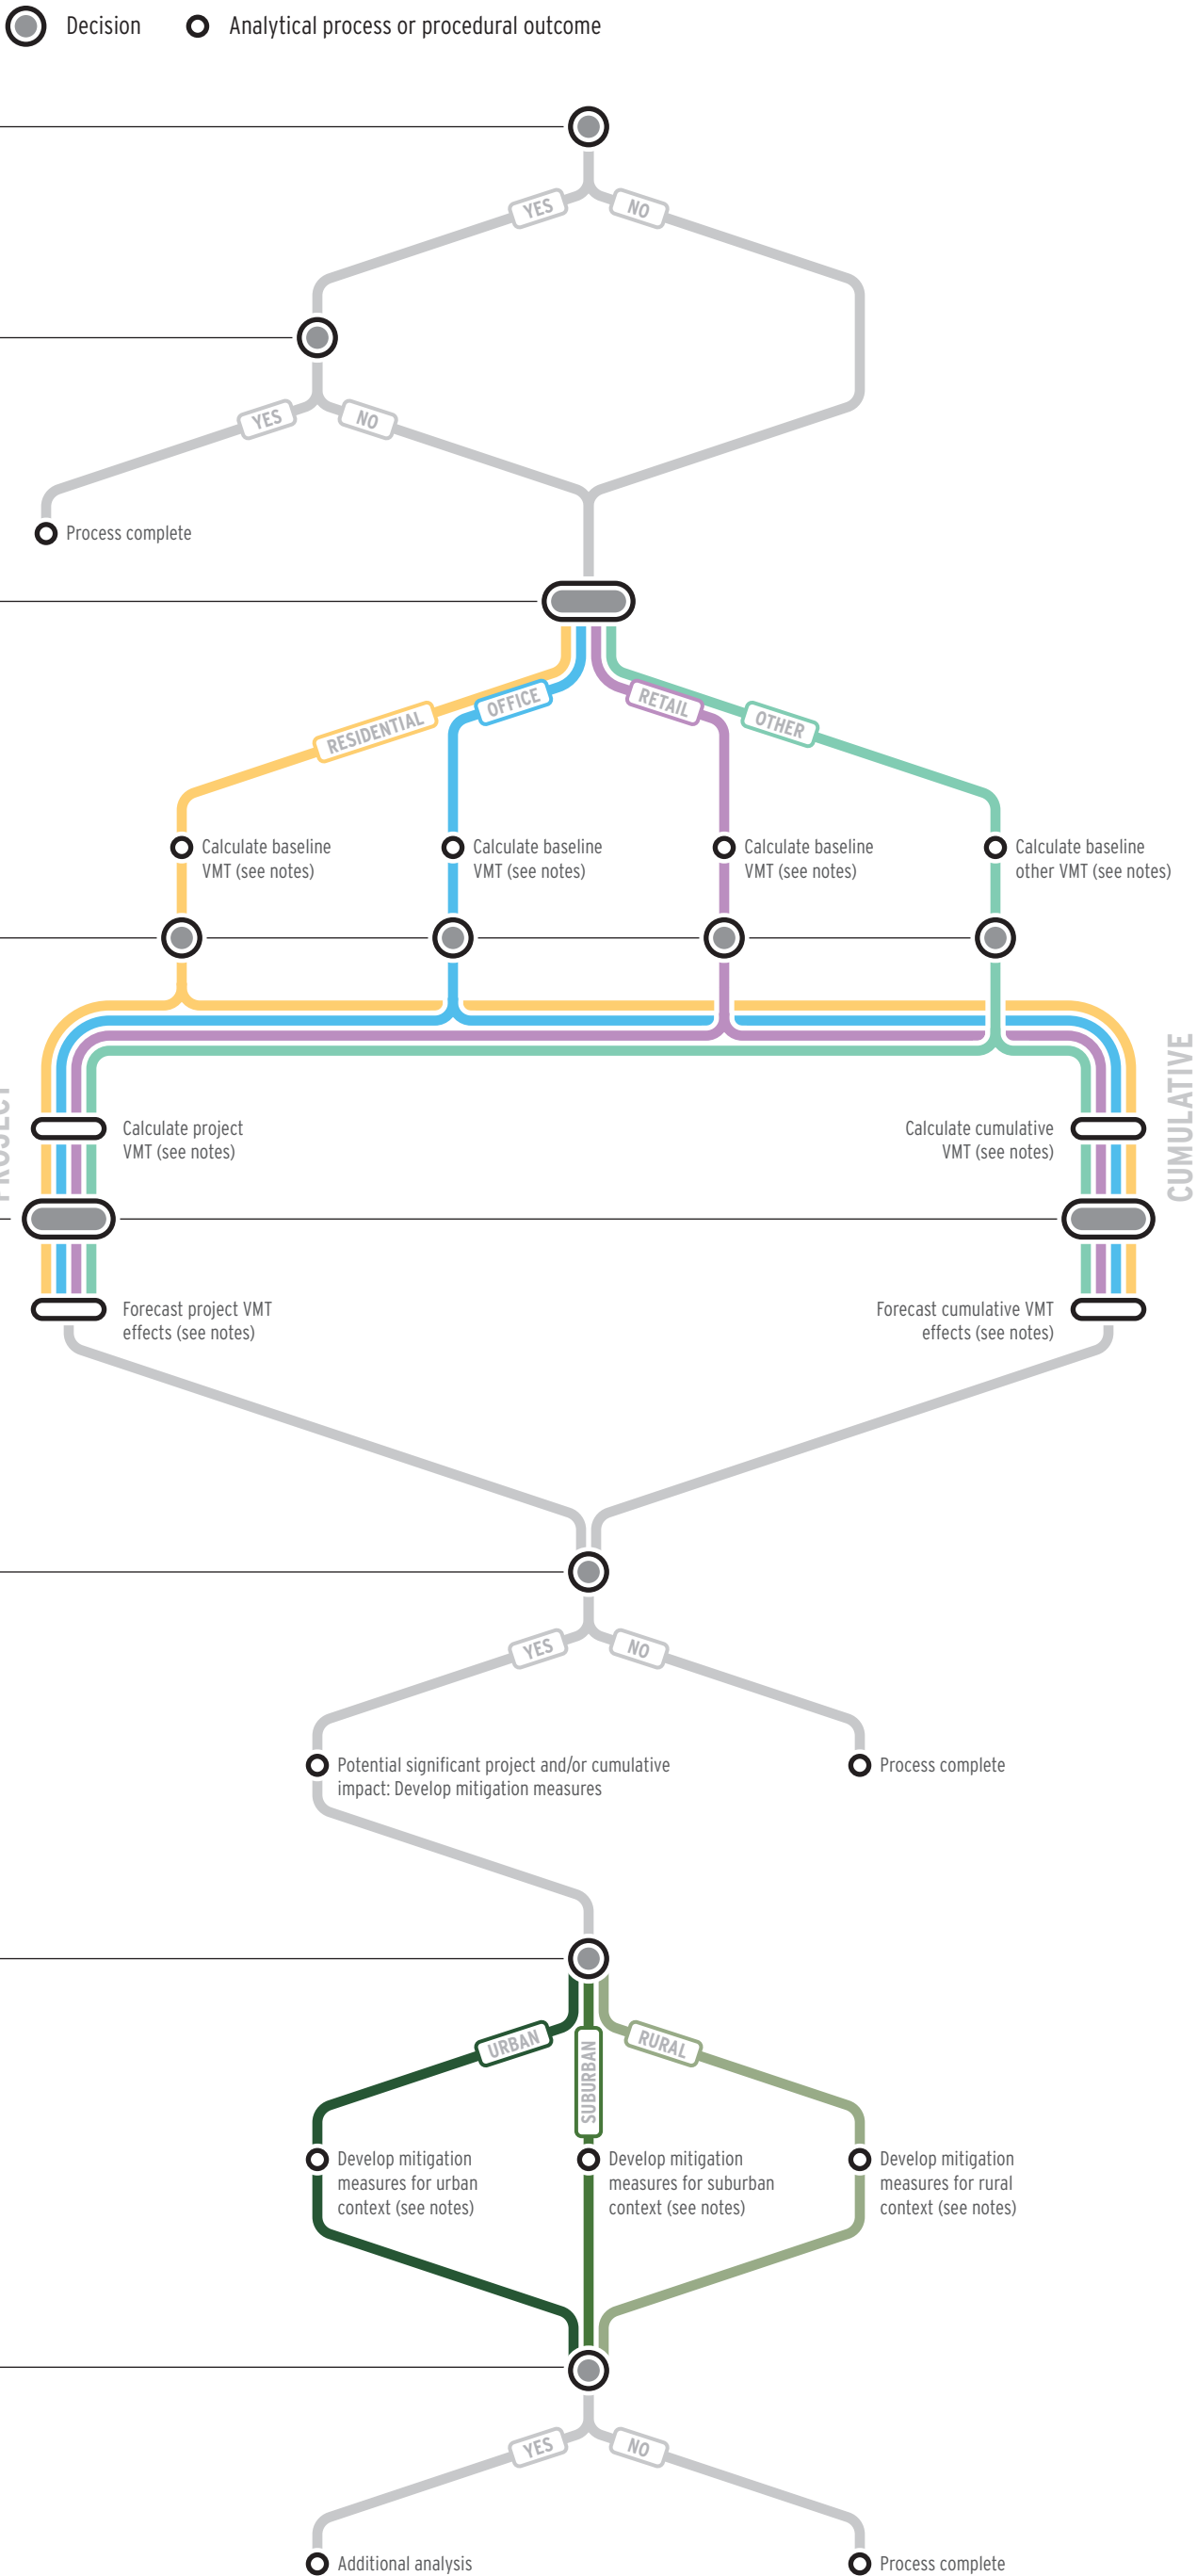 Decision
Analytical process or procedural outcome
YES
NO
YES
NO
Process complete
RESIDENTIAL
OFFICE
RETAIL
OTHER
Calculate baseline
VMT (see notes)
Calculate baseline
VMT (see notes)
Calculate baseline
VMT (see notes)
Calculate baseline
other VMT (see notes)
CUMULATIVE
Calculate project
VMT (see notes)
Calculate cumulative
VMT (see notes)
Forecast project VMT
effects (see notes)
Forecast cumulative VMT
effects (see notes)
YES
NO
Potential significant project and/or cumulative
impact: Develop mitigation measures
Process complete
URBAN
SUBURBAN
RURAL
Develop mitigation
measures for urban
context (see notes)
Develop mitigation
measures for suburban
context (see notes)
Develop mitigation
measures for rural
context (see notes)
YES
NO
Additional analysis
Process complete